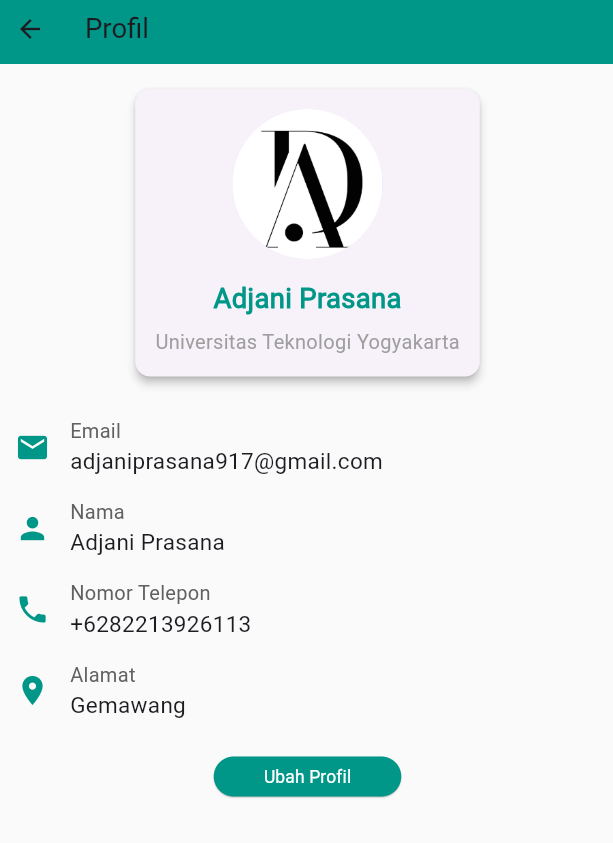 Profil
Adjani Prasana
Universitas Teknologi Yogyakarta
Email
adjaniprasana917@gmail.com
Nama
Adjani Prasana
Nomor Telepon
+6282213926113
Alamat
Gemawang
Ubah Profil